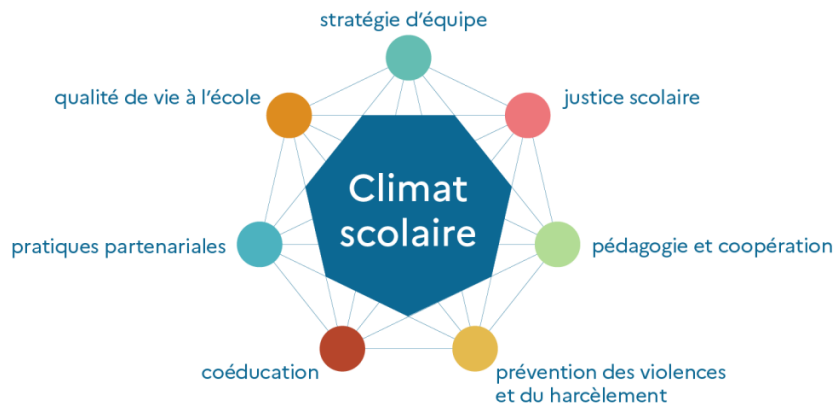 stratégie d'équipe
qualité de vie à l'école
justice scolaire
Climat
scolaire
pratiques partenariales
pédagogie et coopération
coéducation
prévention des violences
et du harcèlement